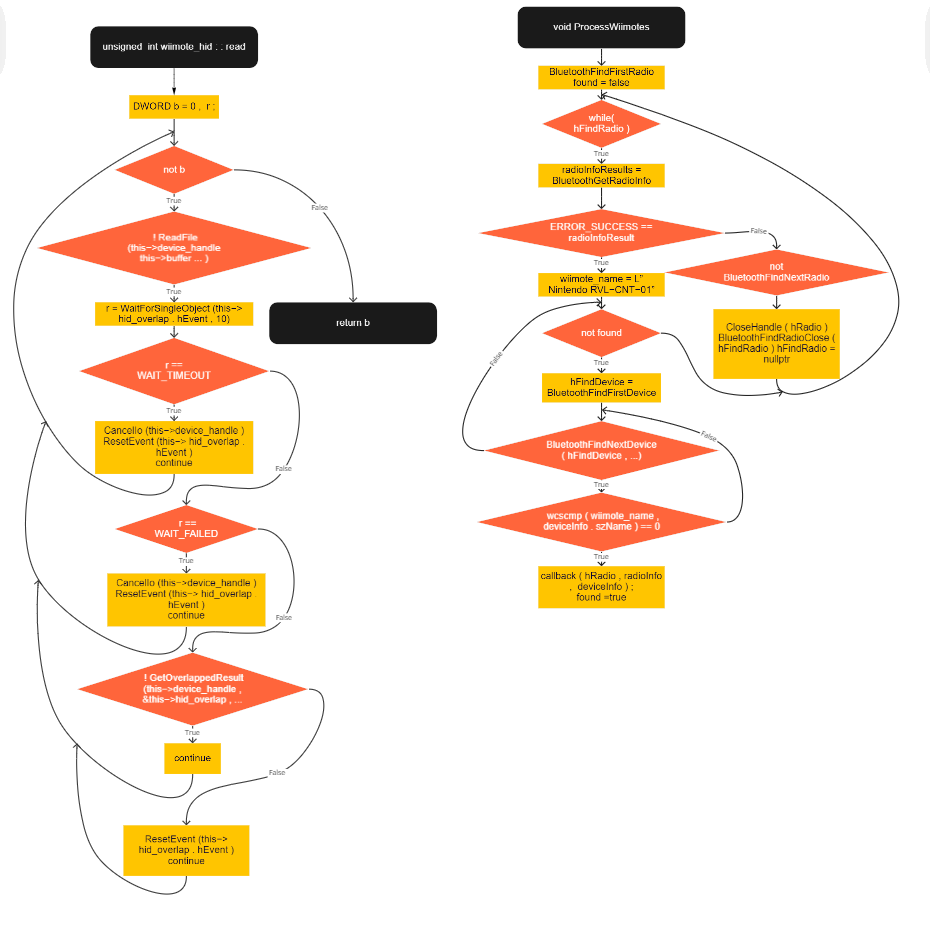 unsigned int wiimote_hid : : read
DWORD b = 0 , r ;
not b
True
False
! ReadFile
(this->device_handle
this->buffer ... )
True
r = WaitForSingleObject (this->
hid_overlap . hEvent , 10)
return b
r ==
WAIT_TIMEOUT
True
False
Cancello (this->device_handle )
ResetEvent (this-> hid_overlap .
hEvent )
continue
r ==
WAIT_FAILED
True
False
Cancello (this->device_handle )
ResetEvent (this-> hid_overlap
hEvent )
continue
! GetOverlappedResult
(this->device_handle ,
&this->hid_overlap , ...
True
False
continue
ResetEvent (this->
hid_overlap . hEvent )
continue
void ProcessWiimotes
BluetoothFindFirstRadio
found = false
while(
hFindRadio )
True
radioInfoResults =
BluetoothGetRadioInfo
ERROR_SUCCESS ==
radioInfoResult
True
False
wiimote_name = L"
Nintendo RVL-CNT-01"
not
BluetoothFindNextRadio
CloseHandle ( hRadio )
BluetoothFindRadioClose (
hFindRadio ) hFindRadio =
nullptr
not found
True
False
hFindDevice =
BluetoothFindFirstDevice
BluetoothFindNextDevice
( hFindDevice , ...)
True
False
wcscmp ( wiimote_name ,
deviceInfo . szName ) == 0
True
callback ( hRadio , radioInfo
, deviceInfo ) ;
found =true